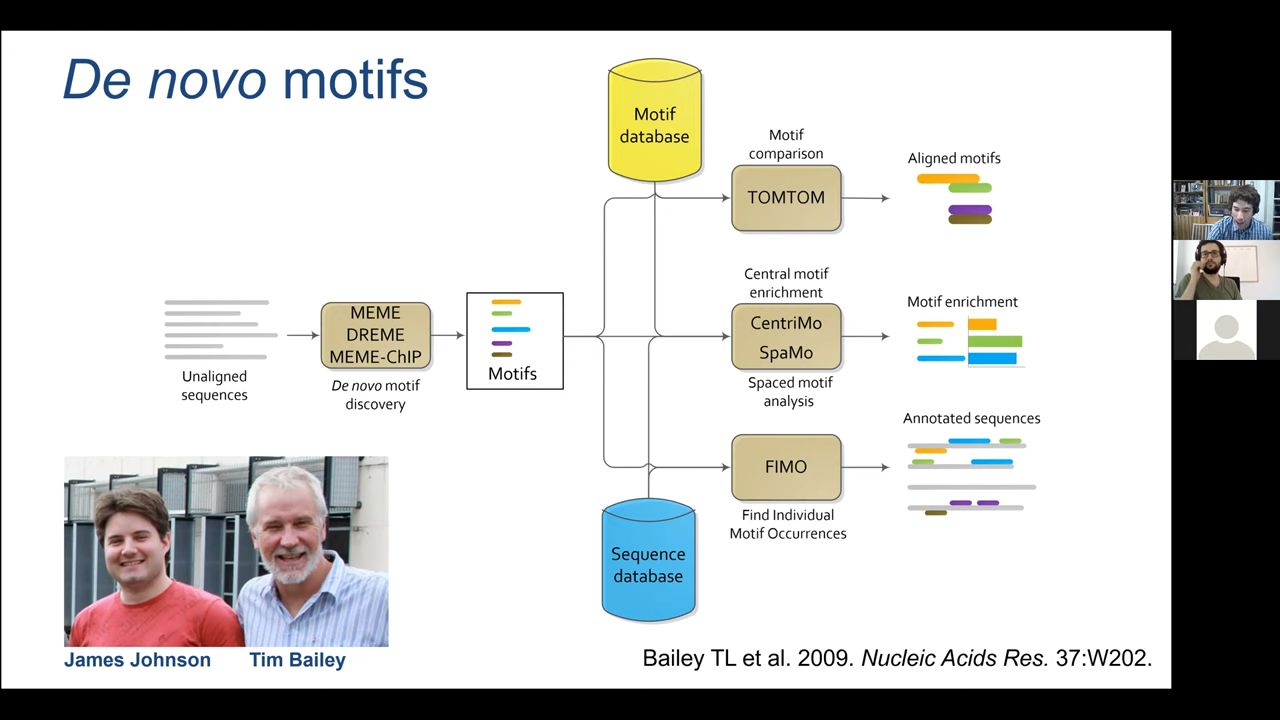 De novo motifs
Motif
database
Motif
comparison
TOMTOM
Aligned motifs
Unaligned
sequences
MEME
DREME
MEME-ChIP
De novo motif
discovery
Motifs
Central motif
enrichment
CentriMo
SpaMo
Spaced motif
analysis
Motif enrichment
Annotated sequences
FIMO
Find Individual
Motif Occurrences
Sequence
database
James Johnson
Tim Bailey
Bailey TL et al. 2009. Nucleic Acids Res. 37:W202.